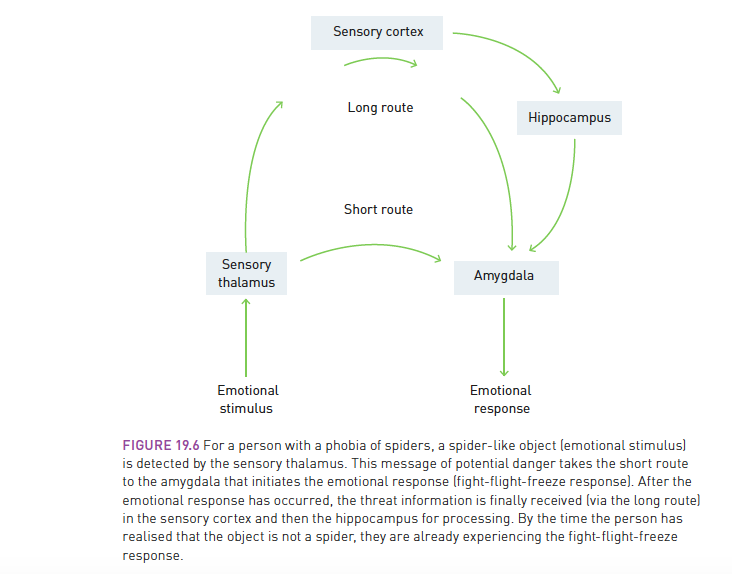 Sensory cortex
Long route
Hippocampus
Short route
Sensory
thalamus
Amygdala
Emotional
stimulus
Emotional
response
FIGURE 19.6 For a person with a phobia of spiders, a spider-like object (emotional stimulus)
is detected by the sensory thalamus. This message of potential danger takes the short route
to the amygdala that initiates the emotional response (fight-flight-freeze response). After the
emotional response has occurred, the threat information is finally received (via the long route)
in the sensory cortex and then the hippocampus for processing. By the time the person has
realised that the object is not a spider, they are already experiencing the fight-flight-freeze
response.